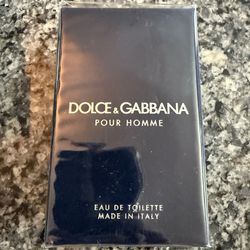 DOLCE & GABBANA
POUR HOMME
EAU DE TOILETTE
MADE IN ITALY